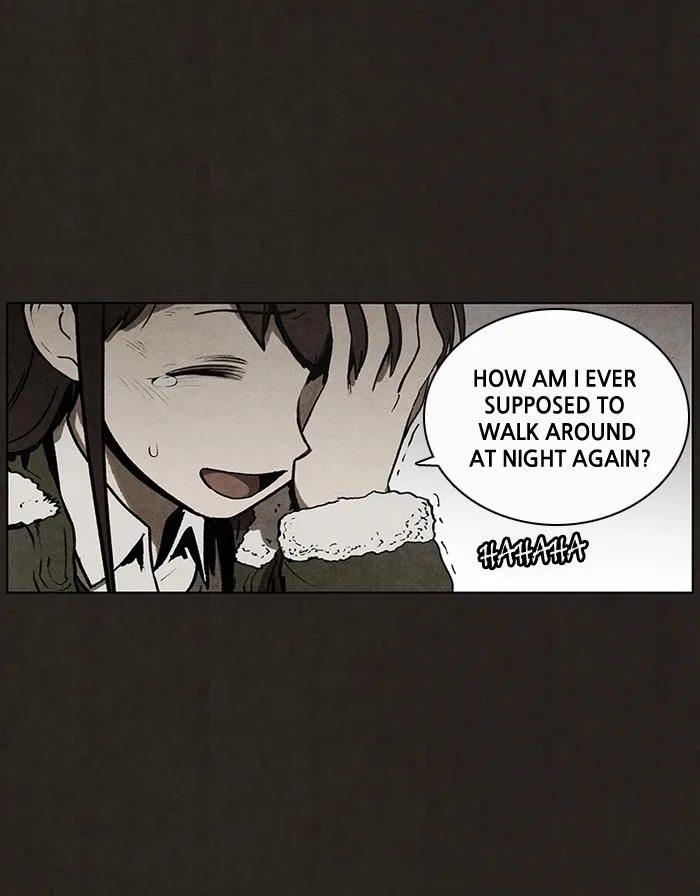 HOW AM I EVER
SUPPOSED TO
WALK AROUND
AT NIGHT AGAIN?
HAHAHA